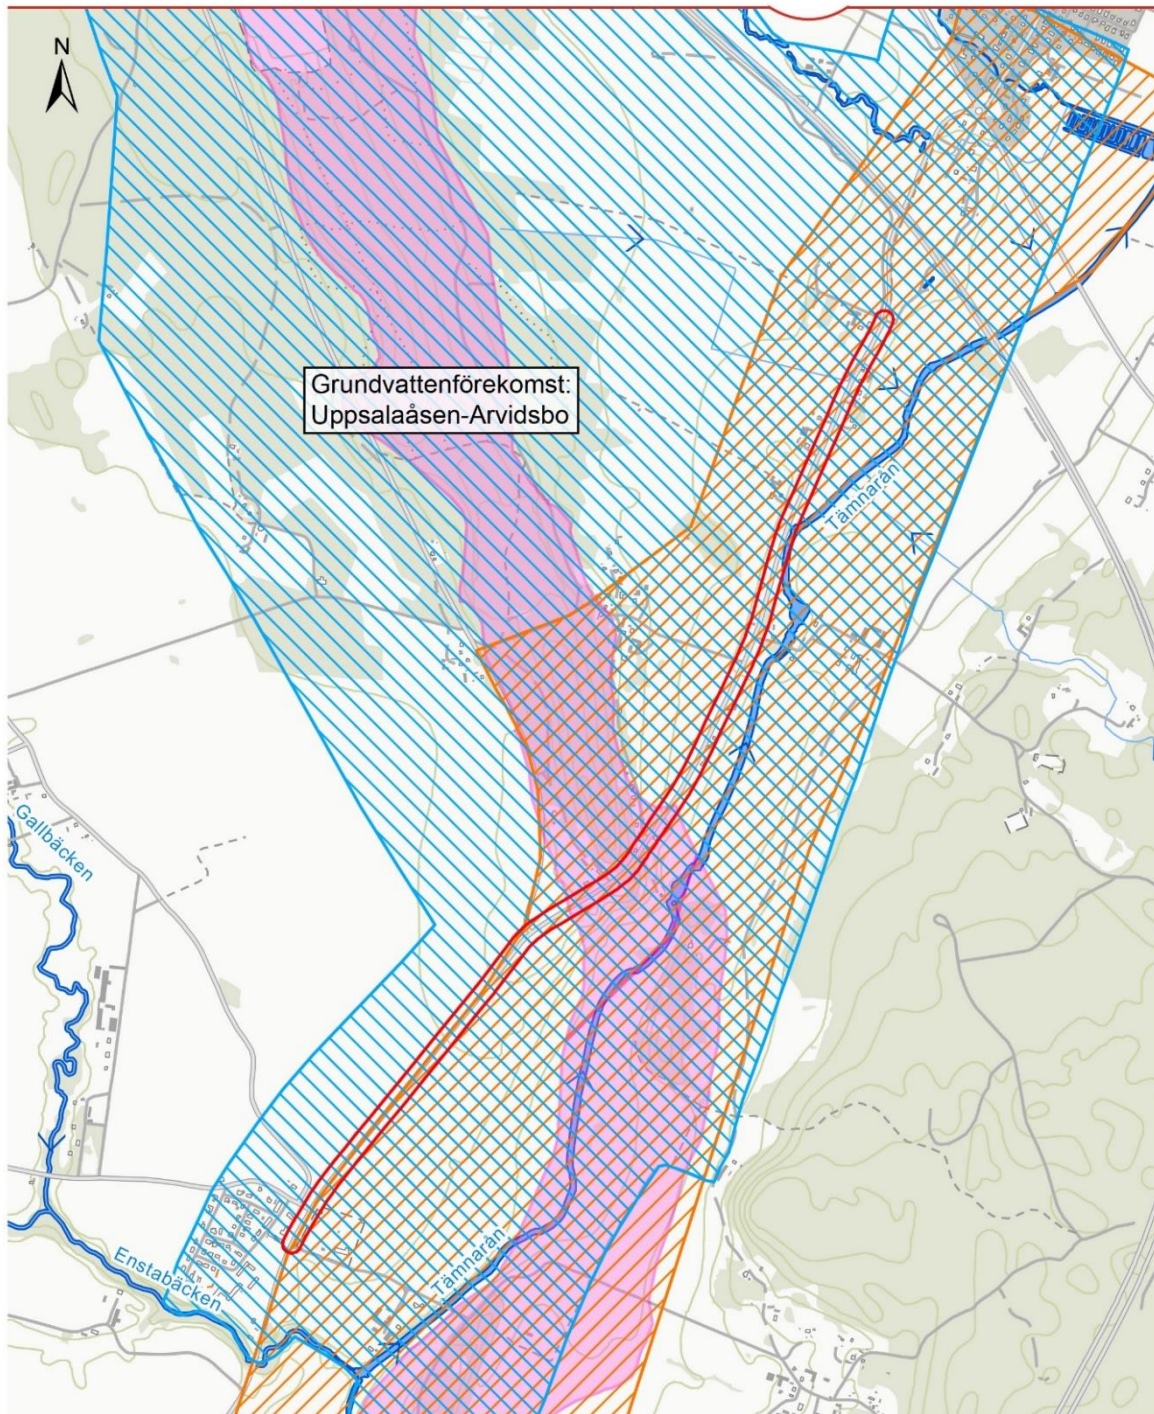 N
Grundvattenförekomst:
Uppsalaåsen-Arvidsbo
Tämnarån
Gallbäcken
Enstabäcken
Tämnarån